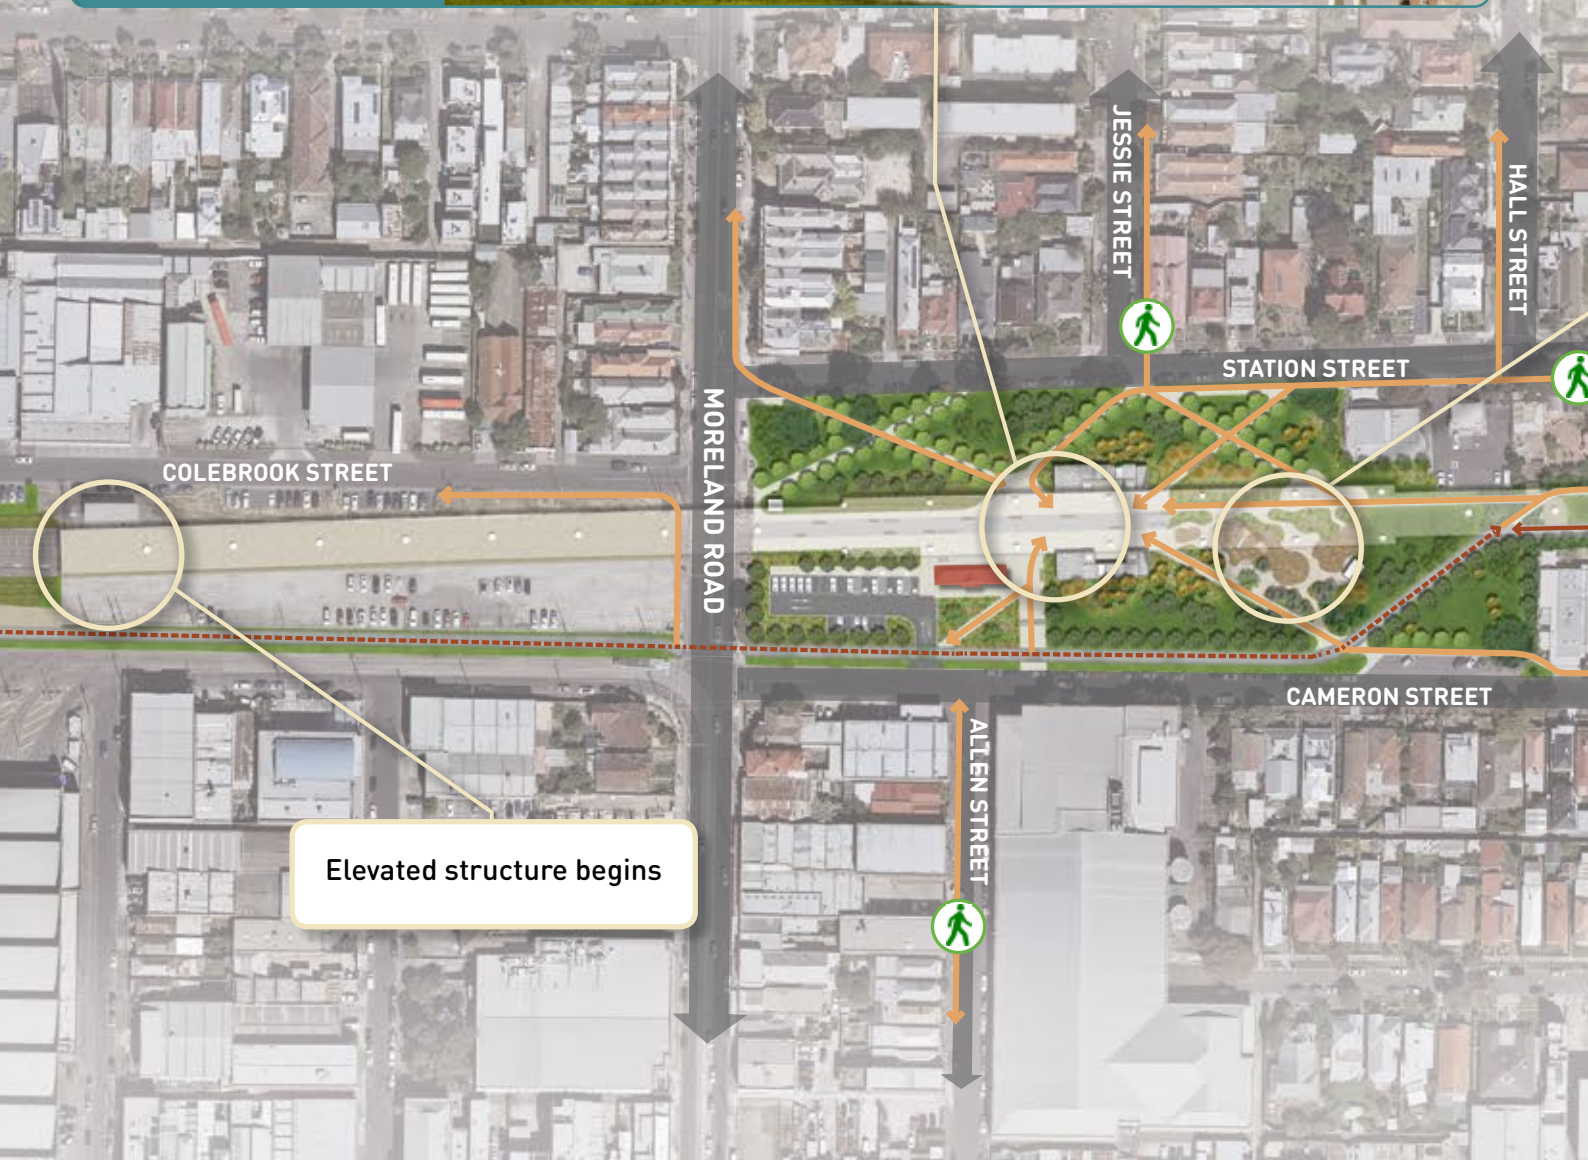 JESSIE STREET
HALL STREET
STATION STREET
COLEBROOK STREET
MORELAND ROAD
CAMERON STREET
ALLEN STREET
Elevated structure begins